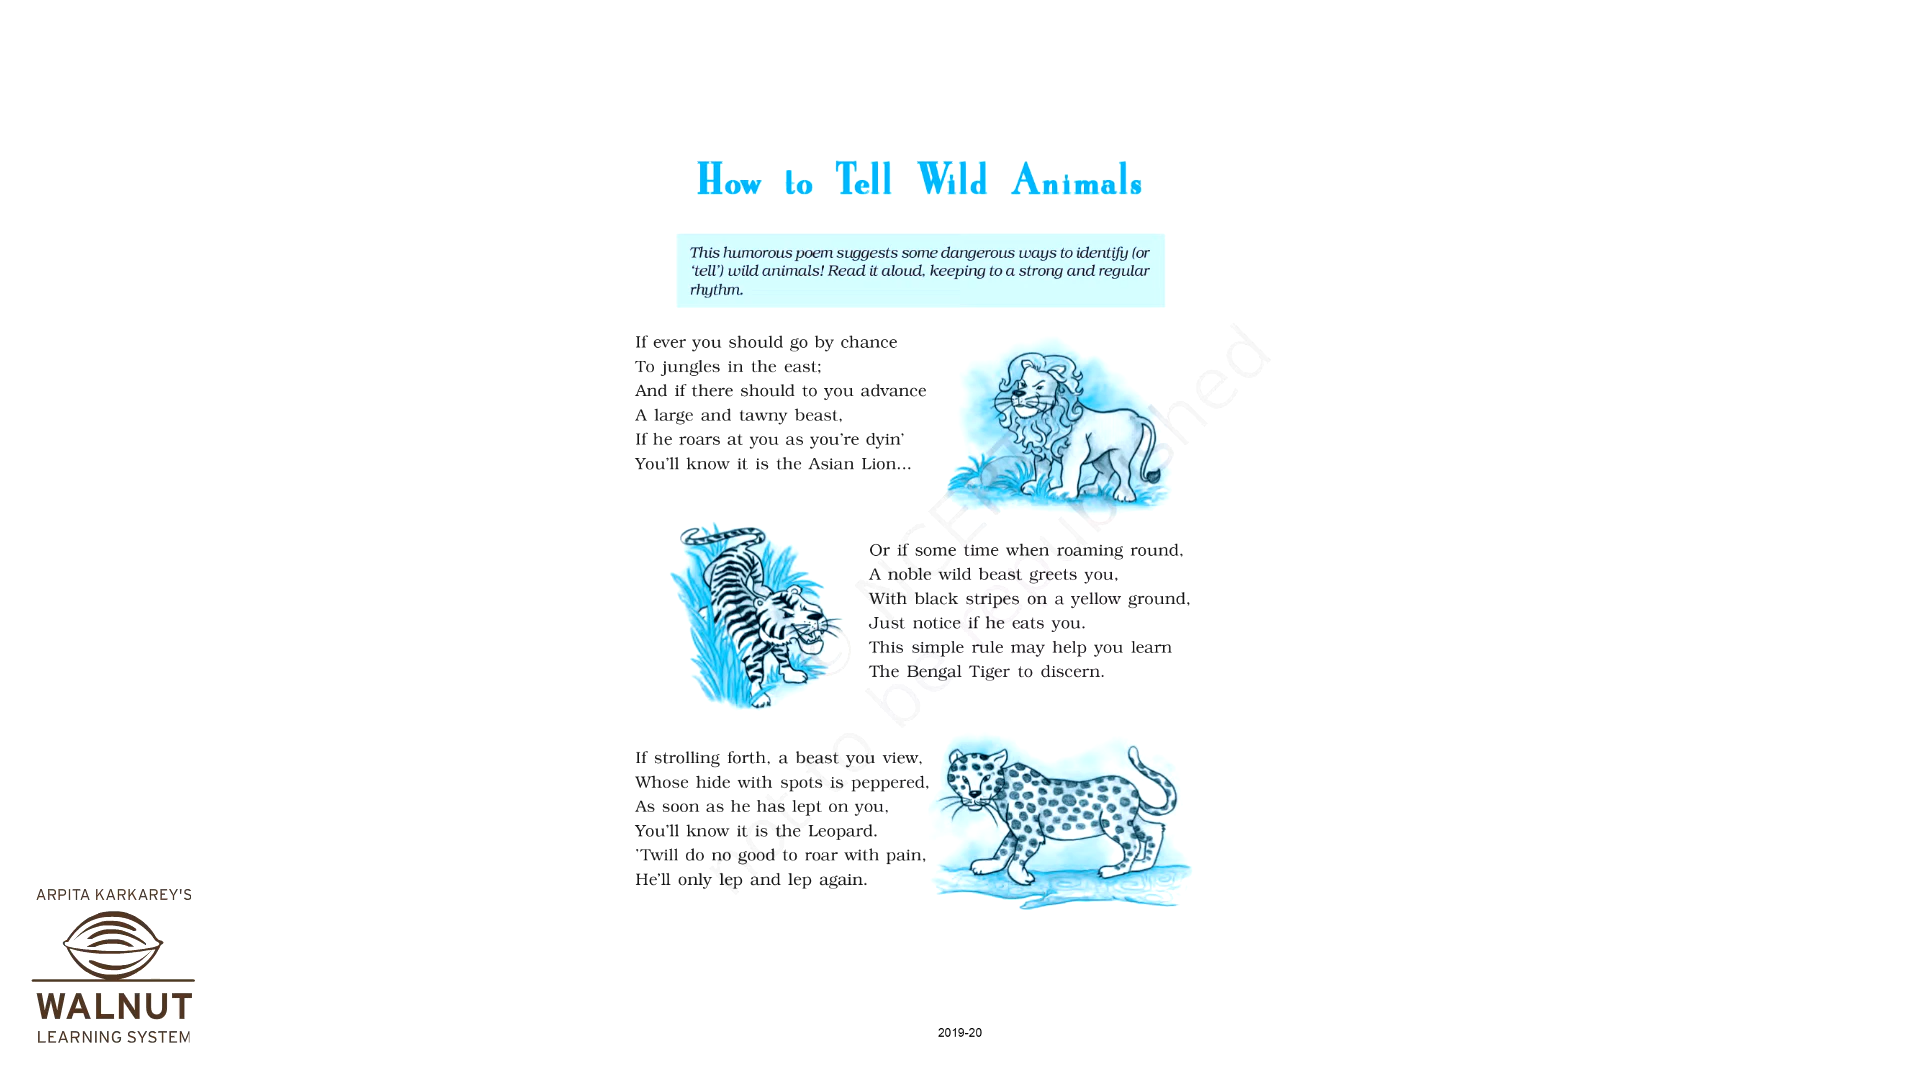 How to Tell Wild Animals
This humorous poem suggests some dangerous ways to identify (or
‘tell’) wild animals! Read it aloud, keeping to a strong and regular
rhythm.
If ever you should go by chance
To jungles in the east;
And if there should to you advance
A large and tawny beast,
If he roars at you as you’re dyin’
You’ll know it is the Asian Lion...
Or if some time when roaming round,
A noble wild beast greets you,
With black stripes on a yellow ground,
Just notice if he eats you.
This simple rule may help you learn
The Bengal Tiger to discern.
If strolling forth, a beast you view,
Whose hide with spots is peppered,
As soon as he has lept on you,
You’ll know it is the Leopard.
’Twill do no good to roar with pain,
He’ll only lep and lep again.
© NCERT
not to be republished
ARPITA KARKAREY'S
WALNUT
LEARNING SYSTEM
2019-20